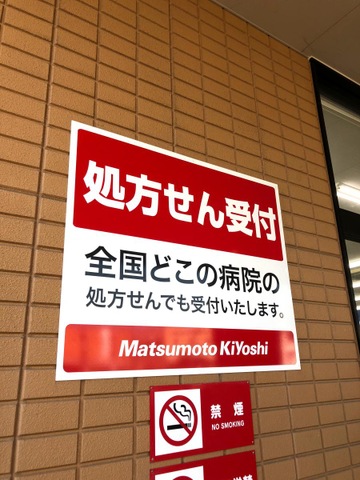 処方せん受付
全国どこの病院の
処方せんでも受付いたします。
Matsumoto KiYoshi
禁煙
NO SMOKING